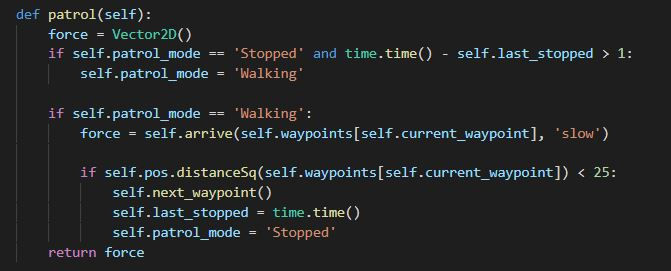 def patrol(self):
    force = Vector2D()
    if self.patrol_mode == 'Stopped' and time.time() - self.last_stopped > 1:
        self.patrol_mode = 'Walking'

    if self.patrol_mode == 'Walking':
        force = self.arrive(self.waypoints[self.current_waypoint], 'slow')

        if self.pos.distanceSq(self.waypoints[self.current_waypoint]) < 25:
            self.next_waypoint()
            self.last_stopped = time.time()
            self.patrol_mode = 'Stopped'
    return force